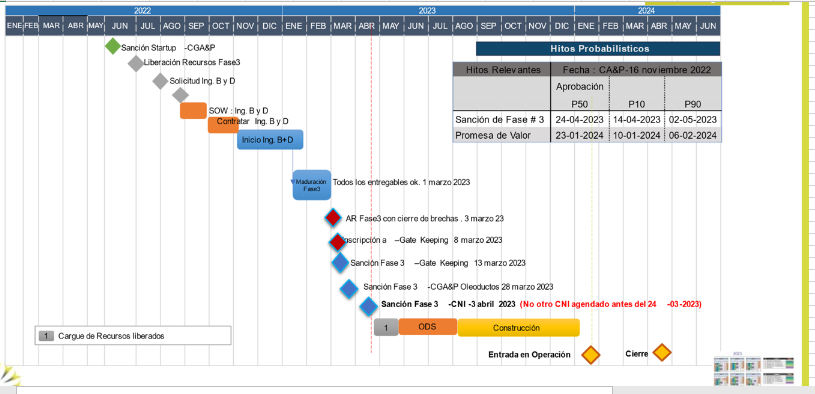 2022
2023
2024
ENE FEB MAR ABR MAY JUN JUL AGO SEP OCT NOV DIC ENE FEB MAR ABR MAY JUN JUL AGO SEP OCT NOV DIC ENE FEB MAR ABR MAY JUN
Sanción Startup -CGA&P
Liberación Recursos Fase3
Solicitud Ing. B y D
SOW : Ing. B y D
Contratar Ing. B y D
Inicio Ing. B+D
Hitos Probabilisticos
Hitos Relevantes Fecha : CA&P-16 noviembre 2022
Aprobación
P50 P10 P90
Sanción de Fase # 3 24-04-2023 14-04-2023 02-05-2023
Promesa de Valor 23-01-2024 10-01-2024 06-02-2024
Maduración
Fase3
Todos los entregables ok. 1 marzo 2023
AR Fase3 con cierre de brechas . 3 marzo 23
Inscripción a –Gate Keeping 8 marzo 2023
Sanción Fase 3 –Gate Keeping 13 marzo 2023
Sanción Fase 3 -CGA&P Oleoductos 28 marzo 2023
Sanción Fase 3 -CNI -3 abril 2023 (No otro CNI agendado antes del 24 -03-2023)
1 ODS Construcción
1 Cargue de Recursos liberados
Entrada en Operación
Cierre